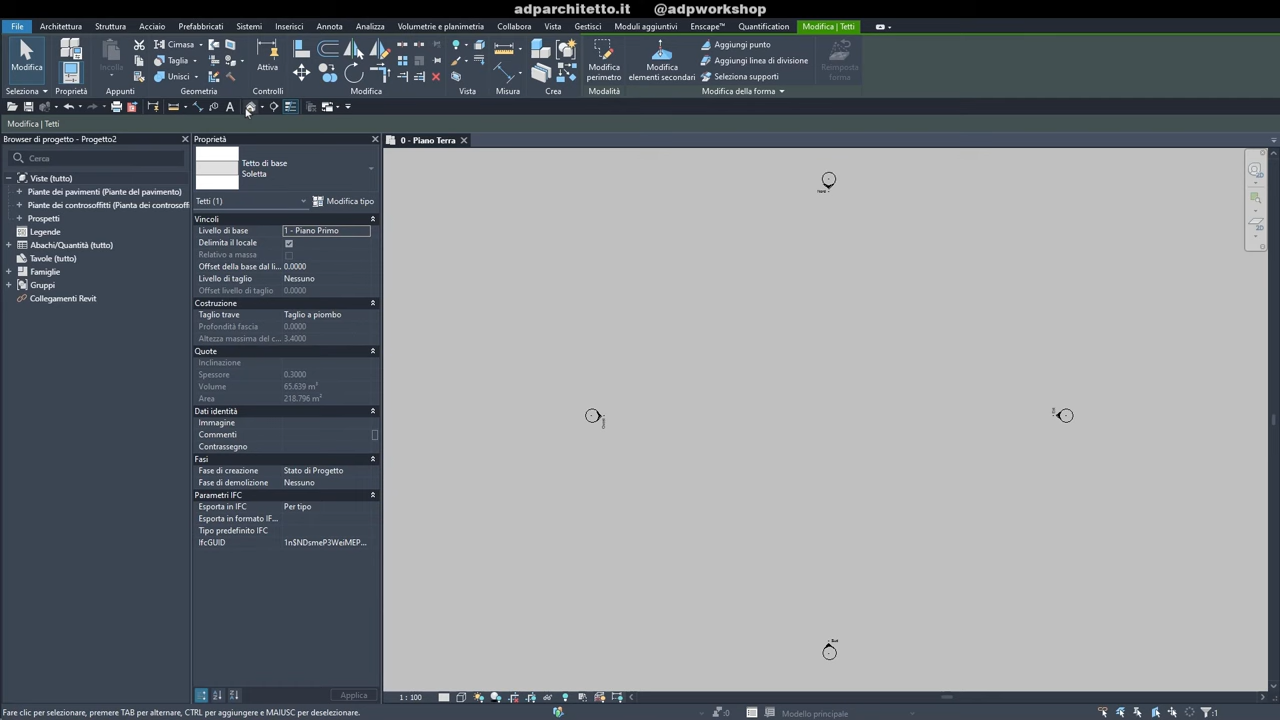 adparchitetto.it @adpworkshop
File Architettura Struttura Acciaio Prefabbricati Sistemi Inserisci Annota Analizza Volumetrie e planimetria Collabora Vista Gestisci Moduli aggiuntivi Enscape™ Quantification Modifica | Tetti
Modifica Incolla Cimasa Taglia Unisci Attiva Modifica perimetro Modifica elementi secondari Aggiungi punto Aggiungi linea di divisione Seleziona supporti Reimposta forma
Seleziona Appunti Geometria Controlli Modifica Vista Misura Crea Modalità Modifica della forma
Modifica | Tetti
Browser di progetto - Progetto2
Cerca
Viste (tutto)
Piante dei pavimenti (Piante del pavimento)
Piante dei controsoffitti (Pianta dei controsoff
Prospetti
Legende
Abachi/Quantità (tutto)
Tavole (tutto)
Famiglie
Gruppi
Collegamenti Revit
Proprietà
Tetto di base
Soletta
Tetti (1) Modifica tipo
Vincoli
Livello di base 1 - Piano Primo
Delimita il locale
Relativo a massa
Offset della base dal li... 0.0000
Livello di taglio Nessuno
Offset livello di taglio 0.0000
Costruzione
Taglio trave Taglio a piombo
Profondità fascia 0.0000
Altezza massima del c... 3.4000
Quote
Inclinazione
Spessore 0.3000
Volume 65.639 m³
Area 218.796 m²
Dati identità
Immagine
Commenti
Contrassegno
Fasi
Fase di creazione Stato di Progetto
Fase di demolizione Nessuno
Parametri IFC
Esporta in IFC Per tipo
Esporta in formato IF...
Tipo predefinito IFC
IfcGUID 1n$NDsmeP3WeiMEP...
Applica
0 - Piano Terra
1 : 100
Fare clic per selezionare, premere TAB per alternare, CTRL per aggiungere e MAIUSC per deselezionare.
:0 Modello principale :1